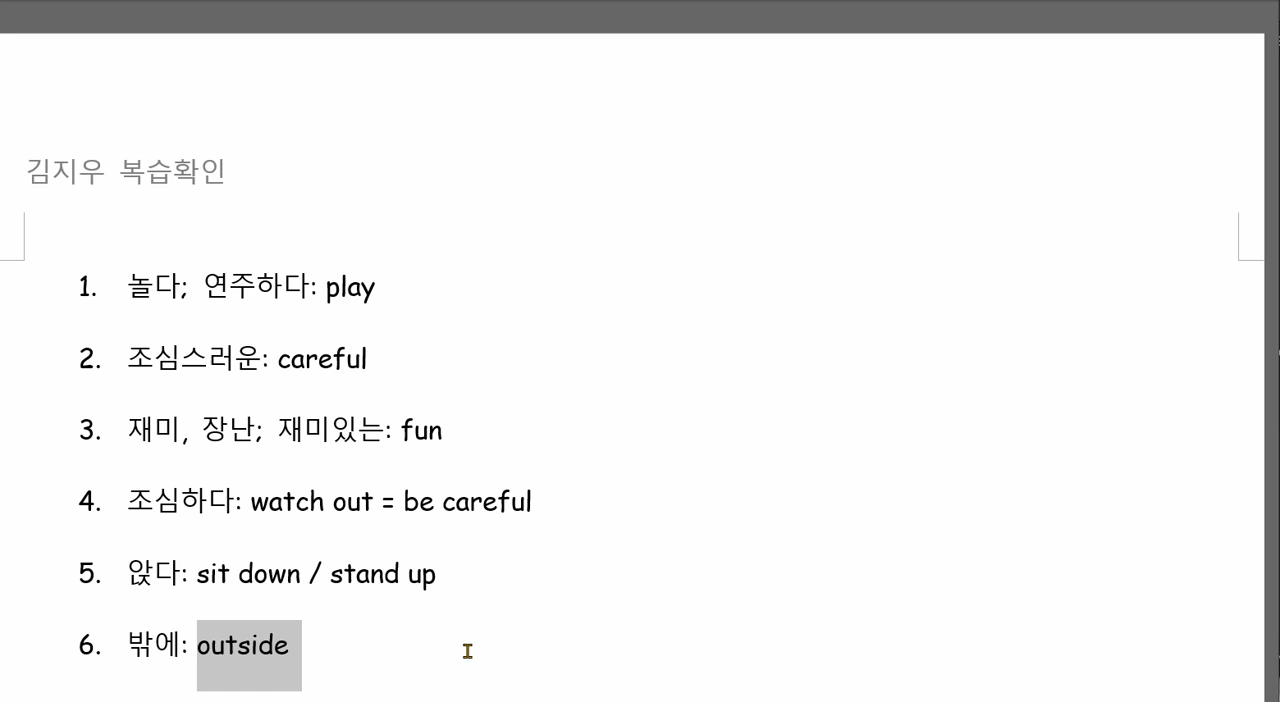 김지우 복습확인
1. 놀다; 연주하다: play
2. 조심스러운: careful
3. 재미, 장난; 재미있는: fun
4. 조심하다: watch out = be careful
5. 앉다: sit down / stand up
6. 밖에: outside